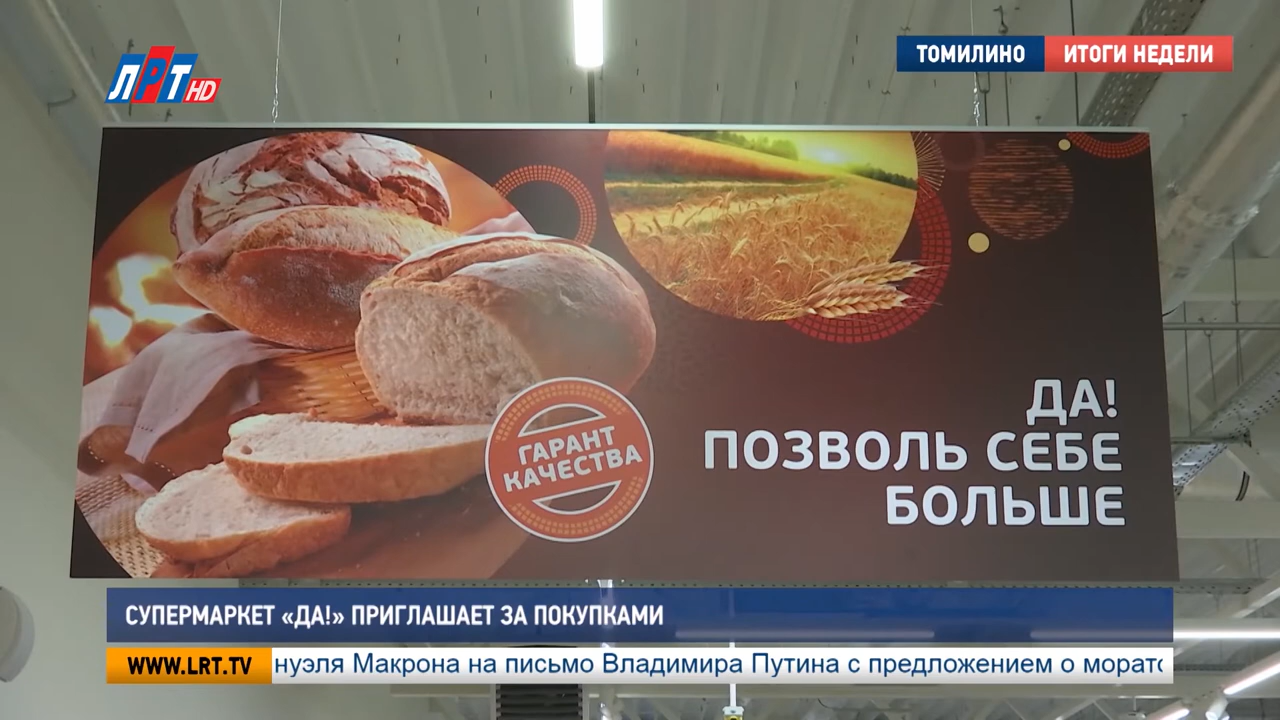 ЛРТ HD
ТОМИЛИНО ИТОГИ НЕДЕЛИ
ГАРАНТ
КАЧЕСТВА
ДА!
ПОЗВОЛЬ СЕБЕ
БОЛЬШЕ
СУПЕРМАРКЕТ «ДА!» ПРИГЛАШАЕТ ЗА ПОКУПКАМИ
WWW.LRT.TV нуэля Макрона на письмо Владимира Путина с предложением о морато